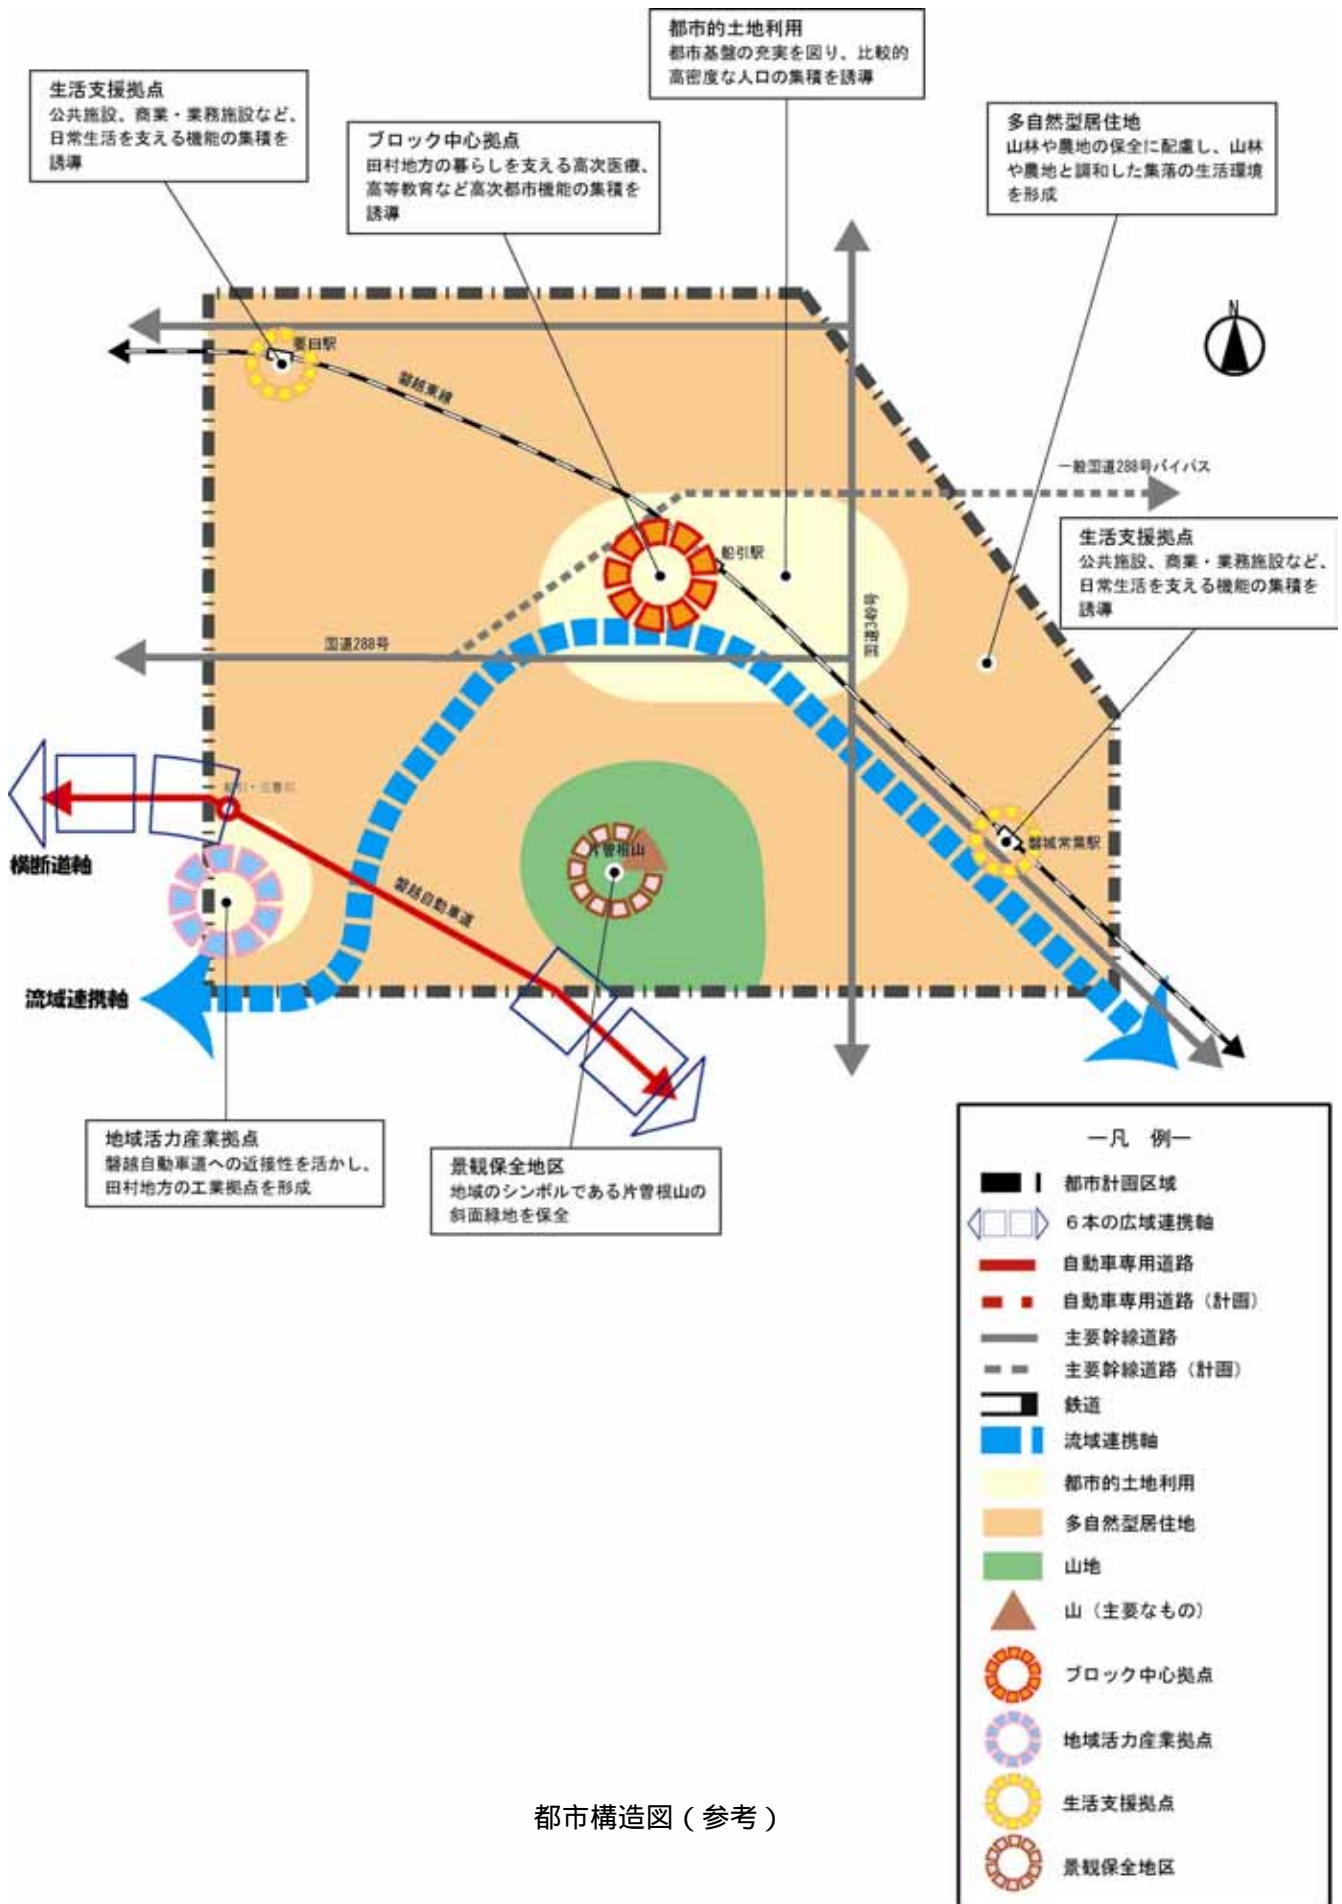 都市的土地利用
都市基盤の充実を図り、比較的
高密度な人口の集積を誘導
生活支援拠点
公共施設、商業・業務施設など、
日常生活を支える機能の集積を
誘導
ブロック中心拠点
田村地方の暮らしを支える高次医療、
高等教育など高次都市機能の集積を
誘導
多自然型居住地
山林や農地の保全に配慮し、山林
や農地と調和した集落の生活環境
を形成
N
要田駅
磐越東線
一般国道288号バイパス
生活支援拠点
公共施設、商業・業務施設など、
日常生活を支える機能の集積を
誘導
船引駅
国道349号
国道288号
横断道軸
片曽根山
磐城常葉駅
磐越自動車道
流域連携軸
地域活力産業拠点
磐越自動車道への近接性を活かし、
田村地方の工業拠点を形成
景観保全地区
地域のシンボルである片曽根山の
斜面緑地を保全
―凡　例―
都市計画区域
６本の広域連携軸
自動車専用道路
自動車専用道路（計画）
主要幹線道路
主要幹線道路（計画）
鉄道
流域連携軸
都市的土地利用
多自然型居住地
山地
山（主要なもの）
ブロック中心拠点
地域活力産業拠点
生活支援拠点
景観保全地区
都市構造図（参考）